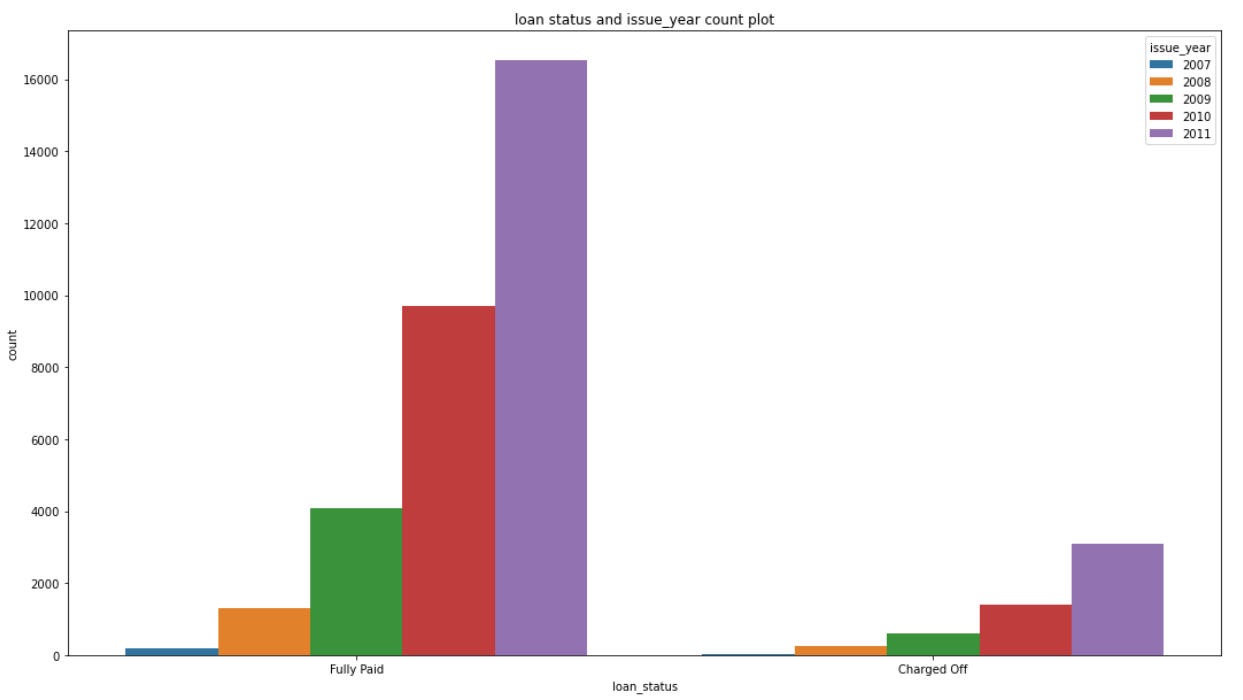 loan status and issue_year count plot
issue_year
2007
2008
2009
2010
2011
count
16000
14000
12000
10000
8000
6000
4000
2000
0
Fully Paid
Charged Off
loan_status